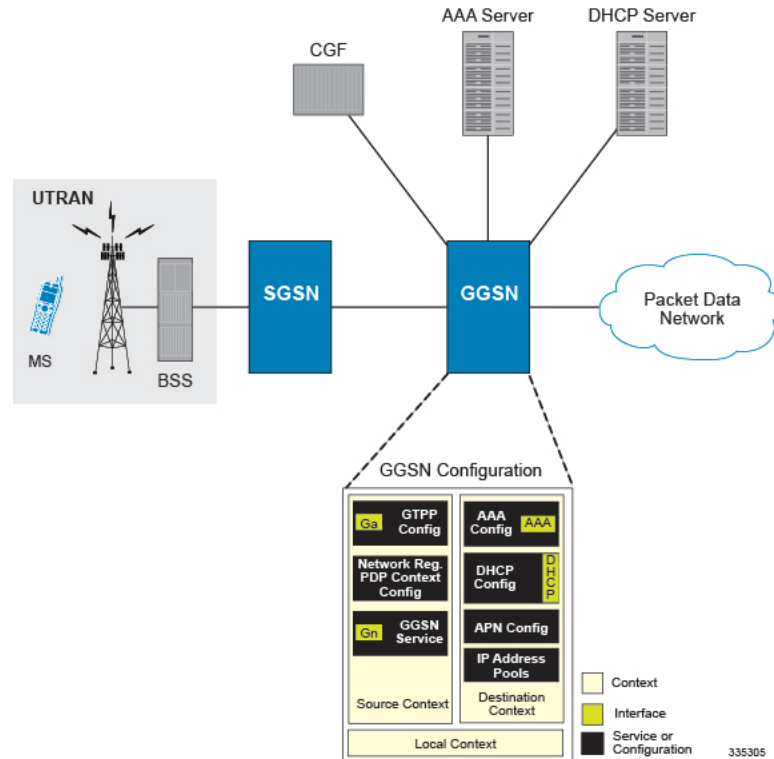 AAA Server
DHCP Server
CGF
UTRAN
MS
BSS
SGSN
GGSN
Packet Data
Network
GGSN Configuration
Ga
GTPP
Config
Network Reg.
PDP Context
Config
Gn
GGSN
Service
Source Context
AAA
Config
AAA
DHCP
Config
D
H
C
P
APN Config
IP Address
Pools
Destination
Context
Local Context
Context
Interface
Service or
Configuration
335305